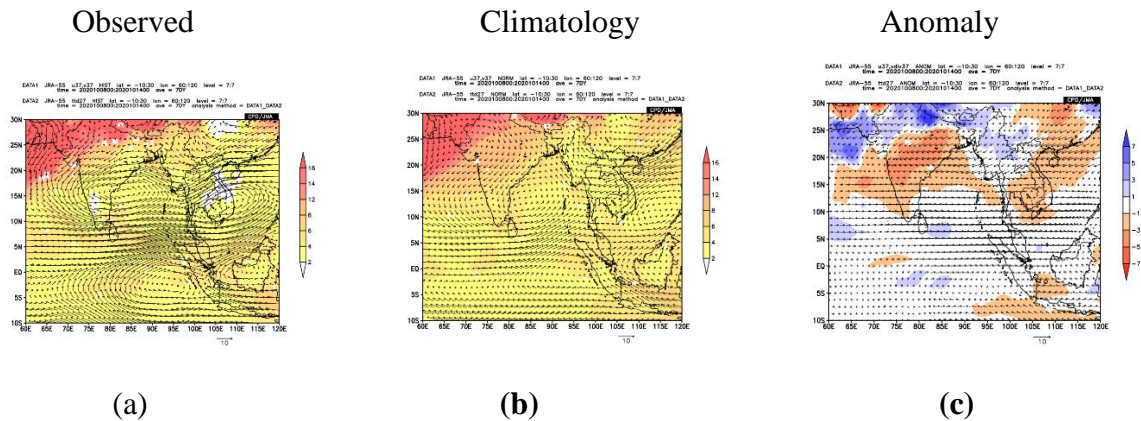 Observed Climatology Anomaly
DATA1 JRA-55 u37,v37 HIST lat = -10:30 lon = 60:120 level = 7:7
time = 2020100800:2020101400 ave = 7DY
DATA2 JRA-55 ttd27 HIST lat = -10:30 lon = 60:120 level = 7:7
time = 2020100800:2020101400 ave = 7DY analysis method = DATA1_DATA2
CPD/JMA
30N
25N
20N
15N
10N
5N
EQ
5S
10S
60E 65E 70E 75E 80E 85E 90E 95E 100E 105E 110E 115E 120E
18
16
12
8
6
4
2
10
DATA1 JRA-55 u37,v37 NORM lat = -10:30 lon = 60:120 level = 7:7
time = 2020100800:2020101400 ave = 7DY
DATA2 JRA-55 ttd27 NORM lat = -10:30 lon = 60:120 level = 7:7
time = 2020100800:2020101400 ave = 7DY analysis method = DATA1_DATA2
CPD/JMA
30N
25N
20N
15N
10N
5N
EQ
5S
10S
60E 65E 70E 75E 80E 85E 90E 95E 100E 105E 110E 115E 120E
16
12
8
6
4
2
10
DATA1 JRA-55 lat = -10:30 lon = 60:120 level = 7:7
time = 2020100800:2020101400 ave = 7DY
DATA2 JRA-55 ttd27 ANOM lat = -10:30 lon = 60:120 level = 7:7
time = 2020100800:2020101400 ave = 7DY analysis method = DATA1_DATA2
CPD/JMA
30N
25N
20N
15N
10N
5N
EQ
5S
10S
60E 65E 70E 75E 80E 85E 90E 95E 100E 105E 110E 115E 120E
7
5
3
1
-1
-3
-5
-7
10
(a) (b) (c)